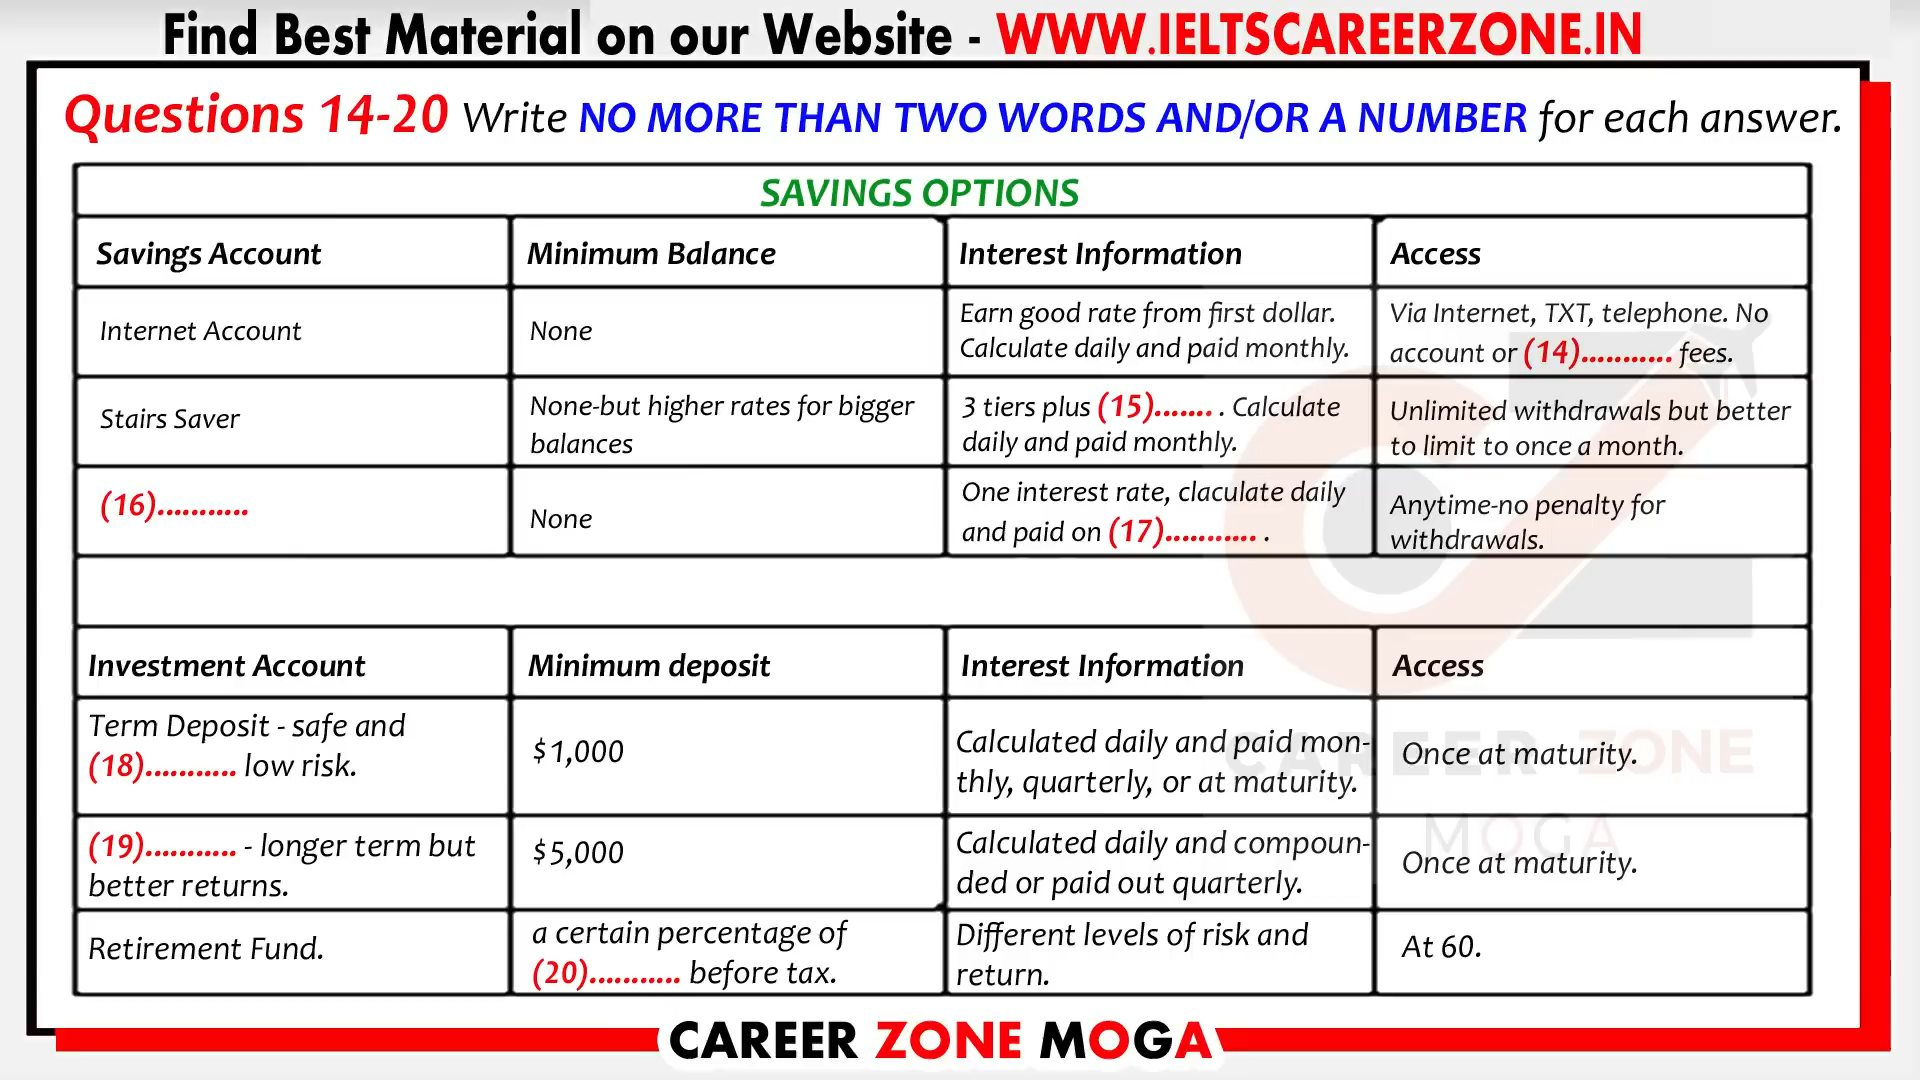 Find Best Material on our Website - WWW.IELTSCAREERZONE.IN
Questions 14-20 Write NO MORE THAN TWO WORDS AND/OR A NUMBER for each answer.
SAVINGS OPTIONS
Savings Account
Minimum Balance
Interest Information
Access
Internet Account
None
Earn good rate from first dollar.
Calculate daily and paid monthly.
Via Internet, TXT, telephone. No
account or (14)........... fees.
Stairs Saver
None-but higher rates for bigger
balances
3 tiers plus (15)....... . Calculate
daily and paid monthly.
Unlimited withdrawals but better
to limit to once a month.
(16)...........
None
One interest rate, claculate daily
and paid on (17)........... .
Anytime-no penalty for
withdrawals.
Investment Account
Minimum deposit
Interest Information
Access
Term Deposit - safe and
(18)........... low risk.
$1,000
Calculated daily and paid mon-
thly, quarterly, or at maturity.
Once at maturity.
(19)........... - longer term but
better returns.
$5,000
Calculated daily and compoun-
ded or paid out quarterly.
Once at maturity.
Retirement Fund.
a certain percentage of
(20)........... before tax.
Different levels of risk and
return.
At 60.
CAREER ZONE
MOGA
CAREER ZONE MOGA